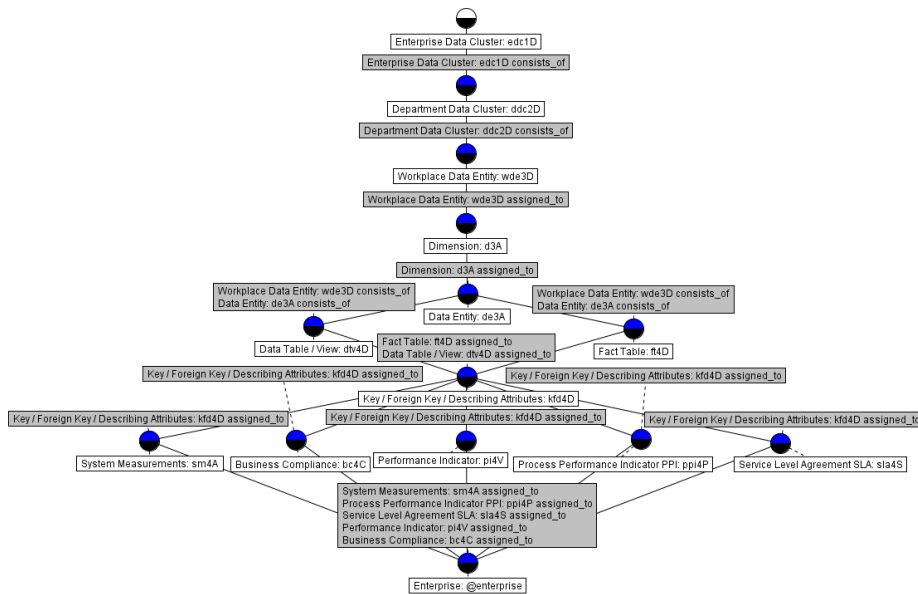 Enterprise Data Cluster: edc1D
Enterprise Data Cluster: edc1D consists_of
Department Data Cluster: ddc2D
Department Data Cluster: ddc2D consists_of
Workplace Data Entity: wde3D
Workplace Data Entity: wde3D assigned_to
Dimension: d3A
Dimension: d3A assigned_to
Workplace Data Entity: wde3D consists_of
Data Entity: de3A consists_of
Workplace Data Entity: wde3D consists_of
Data Entity: de3A consists_of
Data Entity: de3A
Data Table / View: dtv4D
Fact Table: ft4D assigned_to
Data Table / View: dtv4D assigned_to
Fact Table: ft4D
Key / Foreign Key / Describing Attributes: kfd4D assigned_to
Key / Foreign Key / Describing Attributes: kfd4D assigned_to
Key / Foreign Key / Describing Attributes: kfd4D
Key / Foreign Key / Describing Attributes: kfd4D assigned_to
Key / Foreign Key / Describing Attributes: kfd4D assigned_to
Key / Foreign Key / Describing Attributes: kfd4D assigned_to
System Measurements: sm4A
Business Compliance: bc4C
Performance Indicator: pi4V
Process Performance Indicator PPI: ppi4P
Service Level Agreement SLA: sla4S
System Measurements: sm4A assigned_to
Process Performance Indicator PPI: ppi4P assigned_to
Service Level Agreement SLA: sla4S assigned_to
Performance Indicator: pi4V assigned_to
Business Compliance: bc4C assigned_to
Enterprise: @enterprise